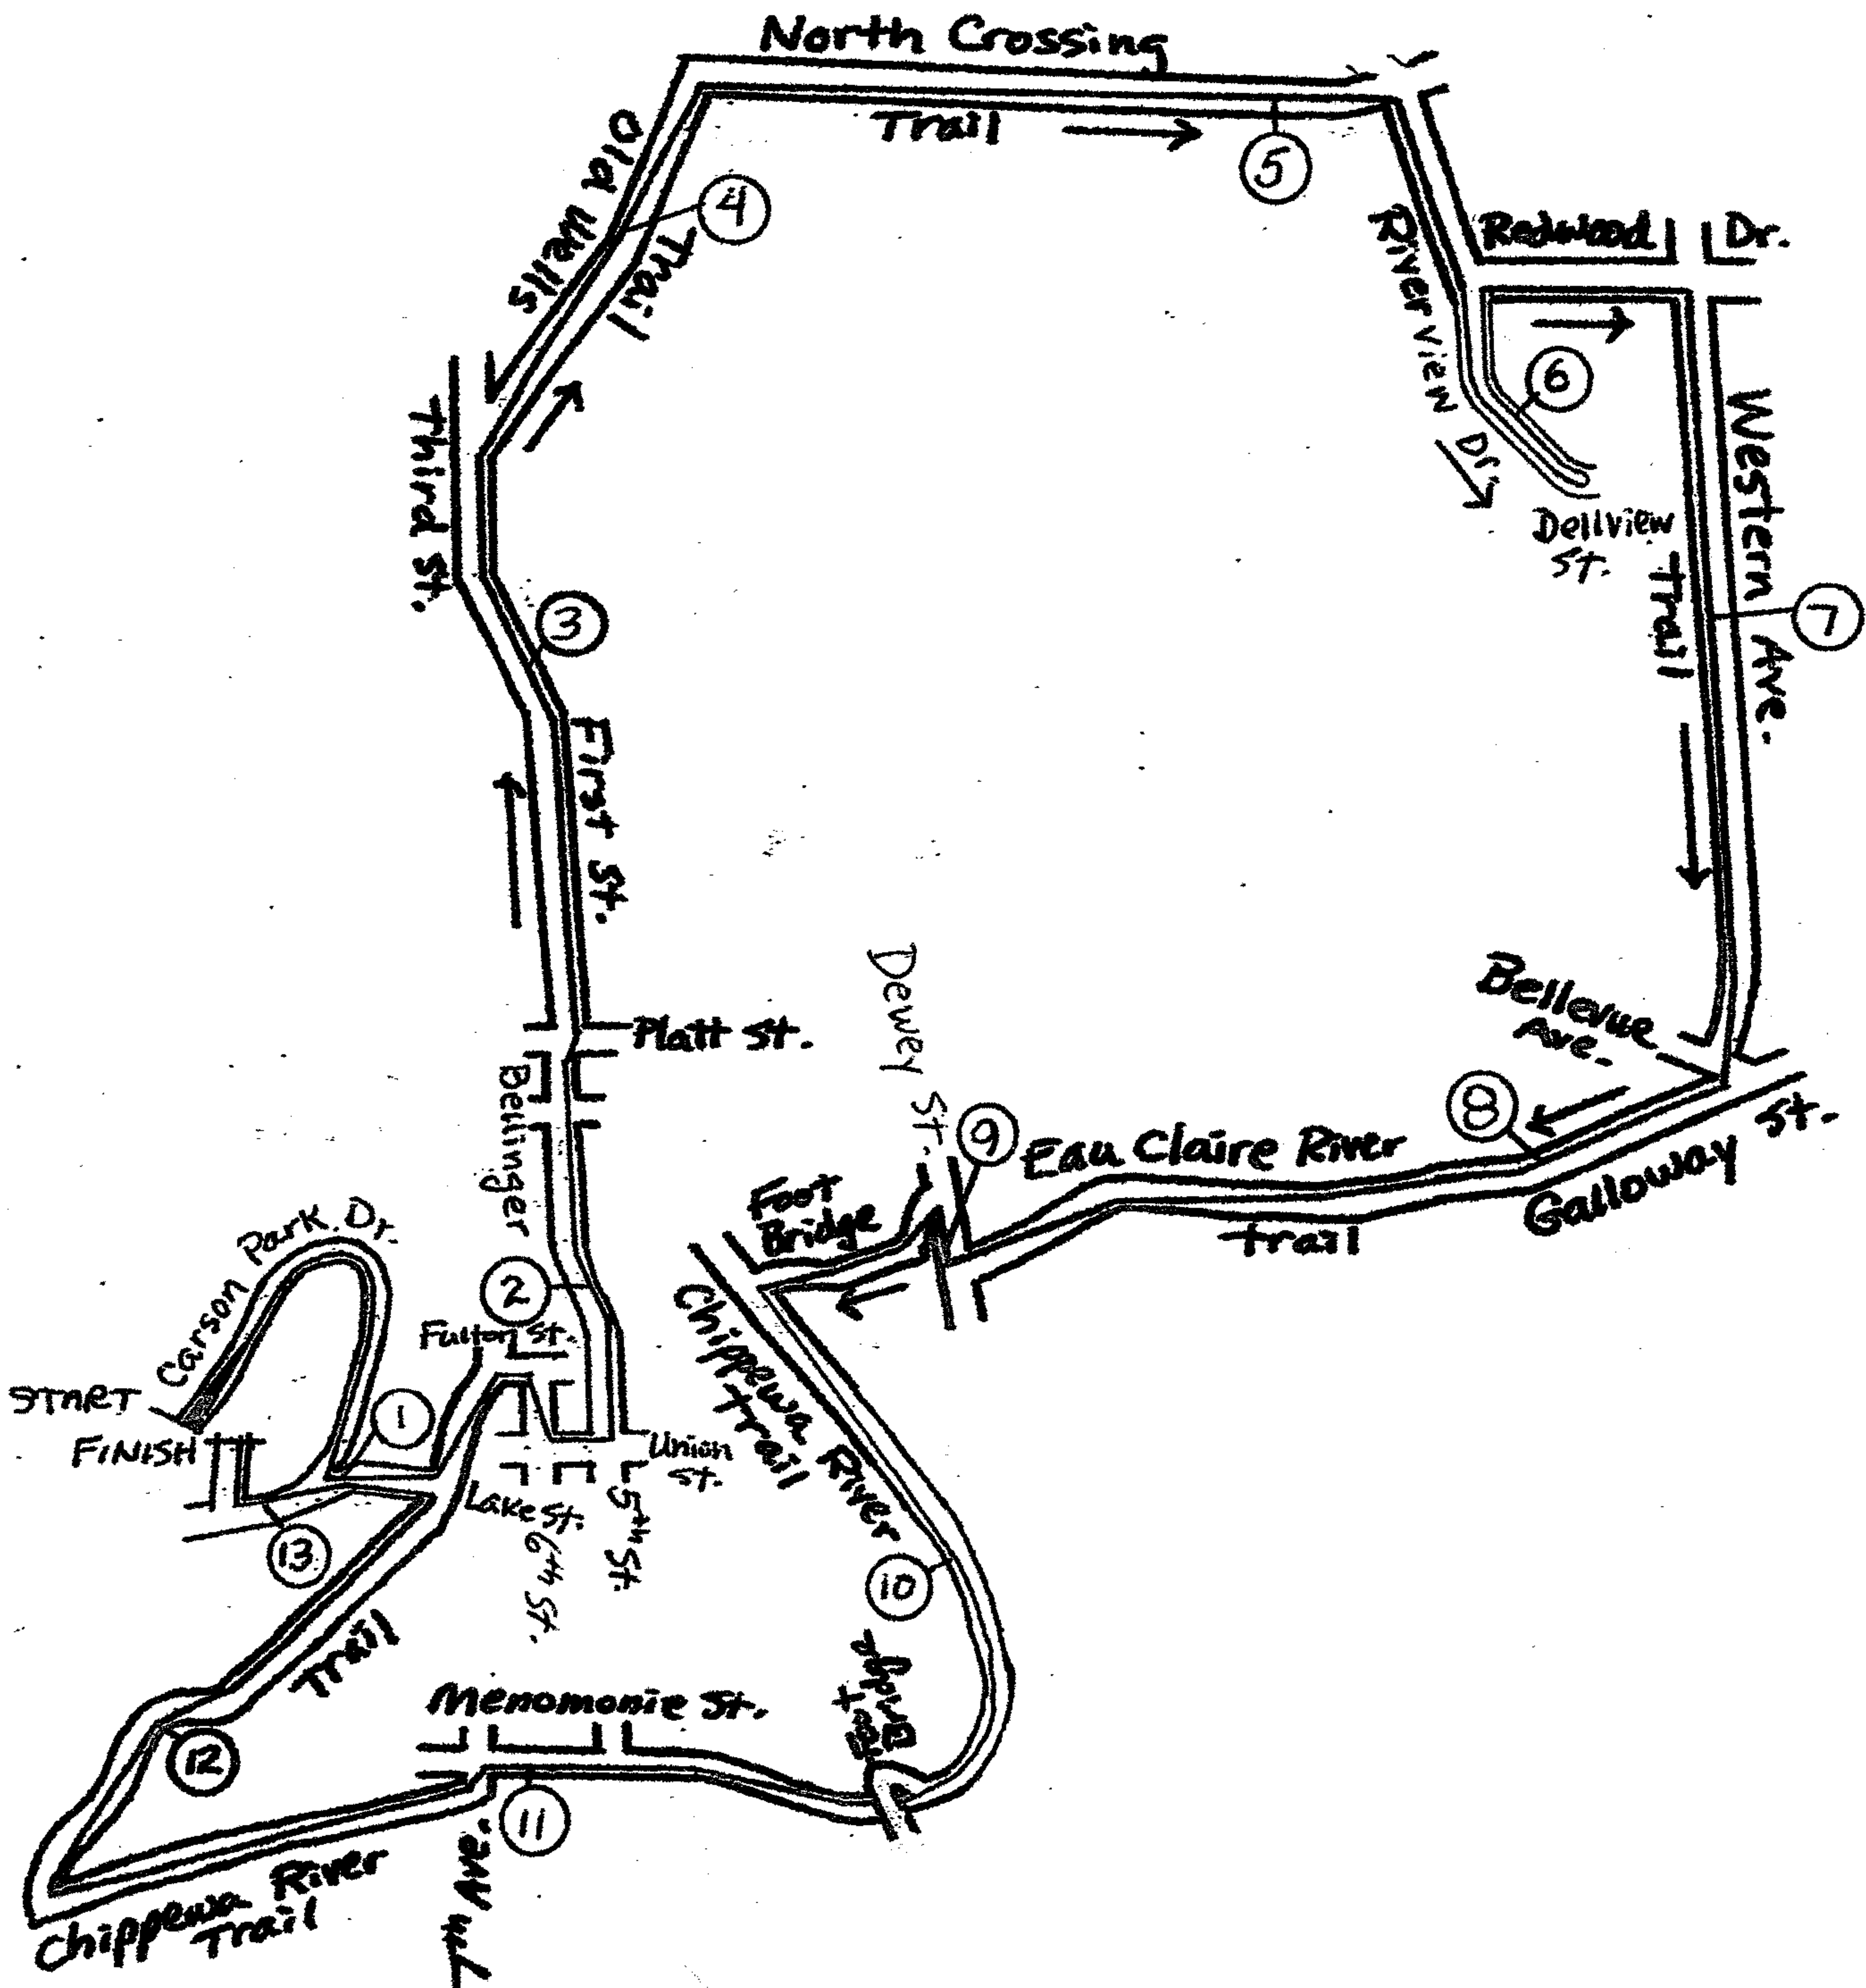 North Crossing
Trail
5
Old Wells
Trail
4
Riverview Dr.
Redwood Dr.
6
Dellview
St.
Western Ave.
Trail
7
Third St.
3
First St.
Platt St.
Bellinger
2
Dewey St.
9
Eau Claire River
Trail
8
Bellevue
Ave.
Galloway St.
Foot
Bridge
Carson Park Dr.
START
FINISH
1
13
Fulton St.
Union
St.
Lake St.
5th St.
6th St.
Chippewa River
Trail
10
Foot
Bridge
Trail
Menomonie St.
12
11
Chippewa River
Trail
7th Ave.